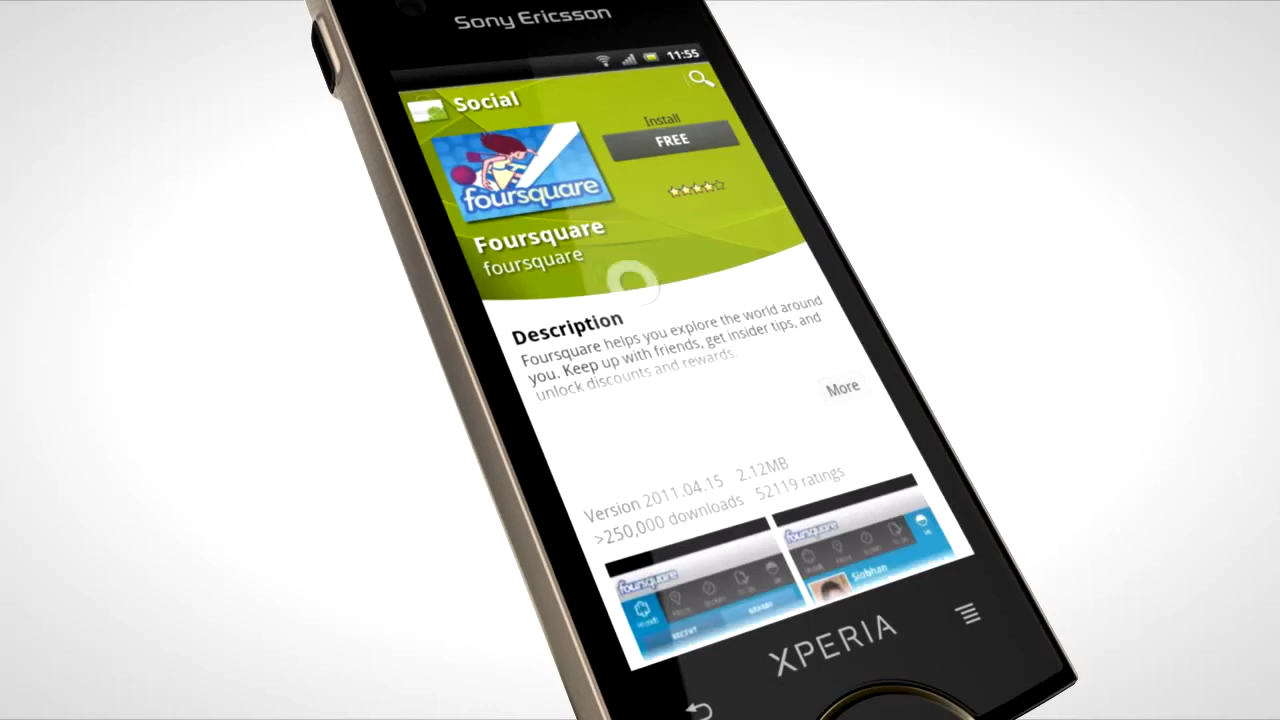 Sony Ericsson
11:55
Social
Install
FREE
foursquare
Foursquare
foursquare
Description
Foursquare helps you explore the world around
you. Keep up with friends, get insider tips, and
unlock discounts and rewards.
More
Version 2011.04.15 2.12MB
>250,000 downloads 52119 ratings
foursquare
foursquare
Siobhan
RECENT
NEARBY
XPERIA